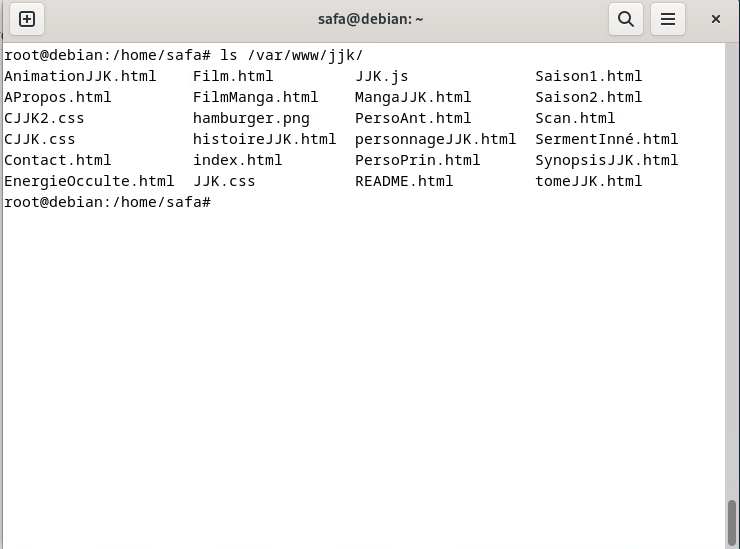 safa@debian: ~
root@debian:/home/safa# ls /var/www/jjk/
AnimationJJK.html    Film.html         JJK.js              Saison1.html
APropos.html         FilmManga.html    MangaJJK.html       Saison2.html
CJJK2.css            hamburger.png     PersoAnt.html       Scan.html
CJJK.css             histoireJJK.html  personnageJJK.html  SermentInné.html
Contact.html         index.html        PersoPrin.html      SynopsisJJK.html
EnergieOcculte.html  JJK.css           README.html         tomeJJK.html
root@debian:/home/safa#